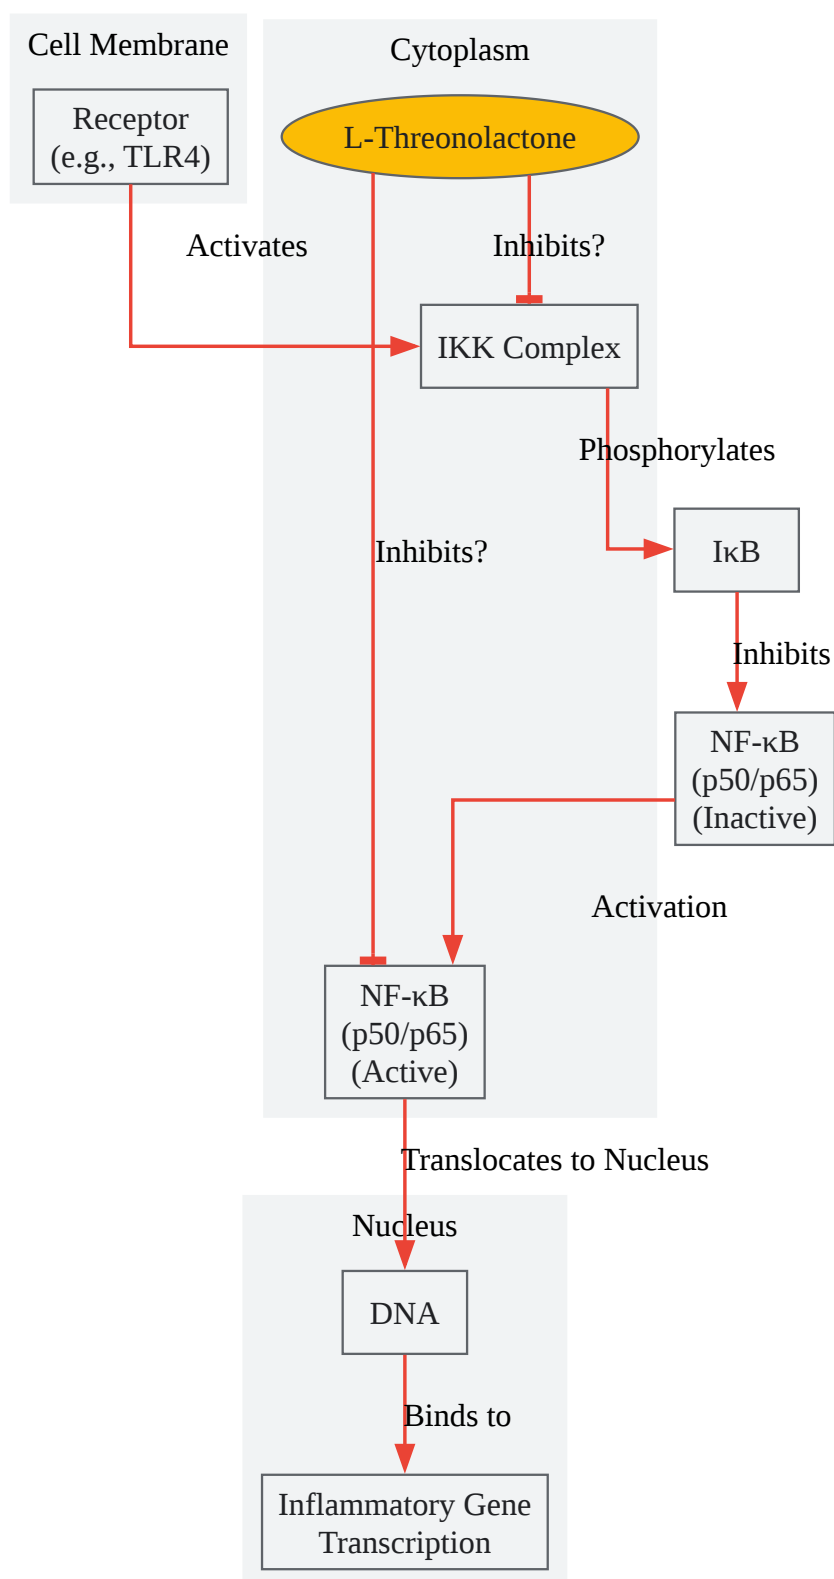 Cell Membrane
Cytoplasm
Receptor
(e.g., TLR4)
L-Threonolactone
Activates
Inhibits?
IKK Complex
Phosphorylates
Inhibits?
IκB
Inhibits
NF-κB
(p50/p65)
(Inactive)
Activation
NF-κB
(p50/p65)
(Active)
Translocates to Nucleus
Nucleus
DNA
Binds to
Inflammatory Gene
Transcription